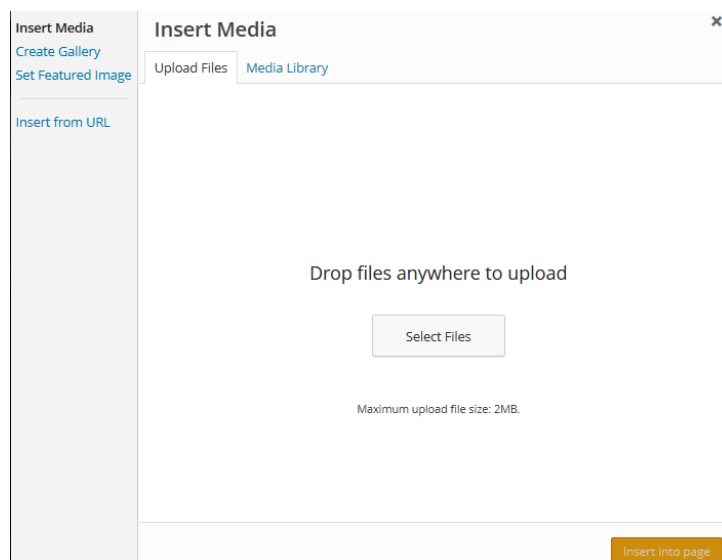 Insert Media
Create Gallery
Set Featured Image
Insert from URL
Insert Media
Upload Files Media Library
Drop files anywhere to upload
Select Files
Maximum upload file size: 2MB.
Insert into page